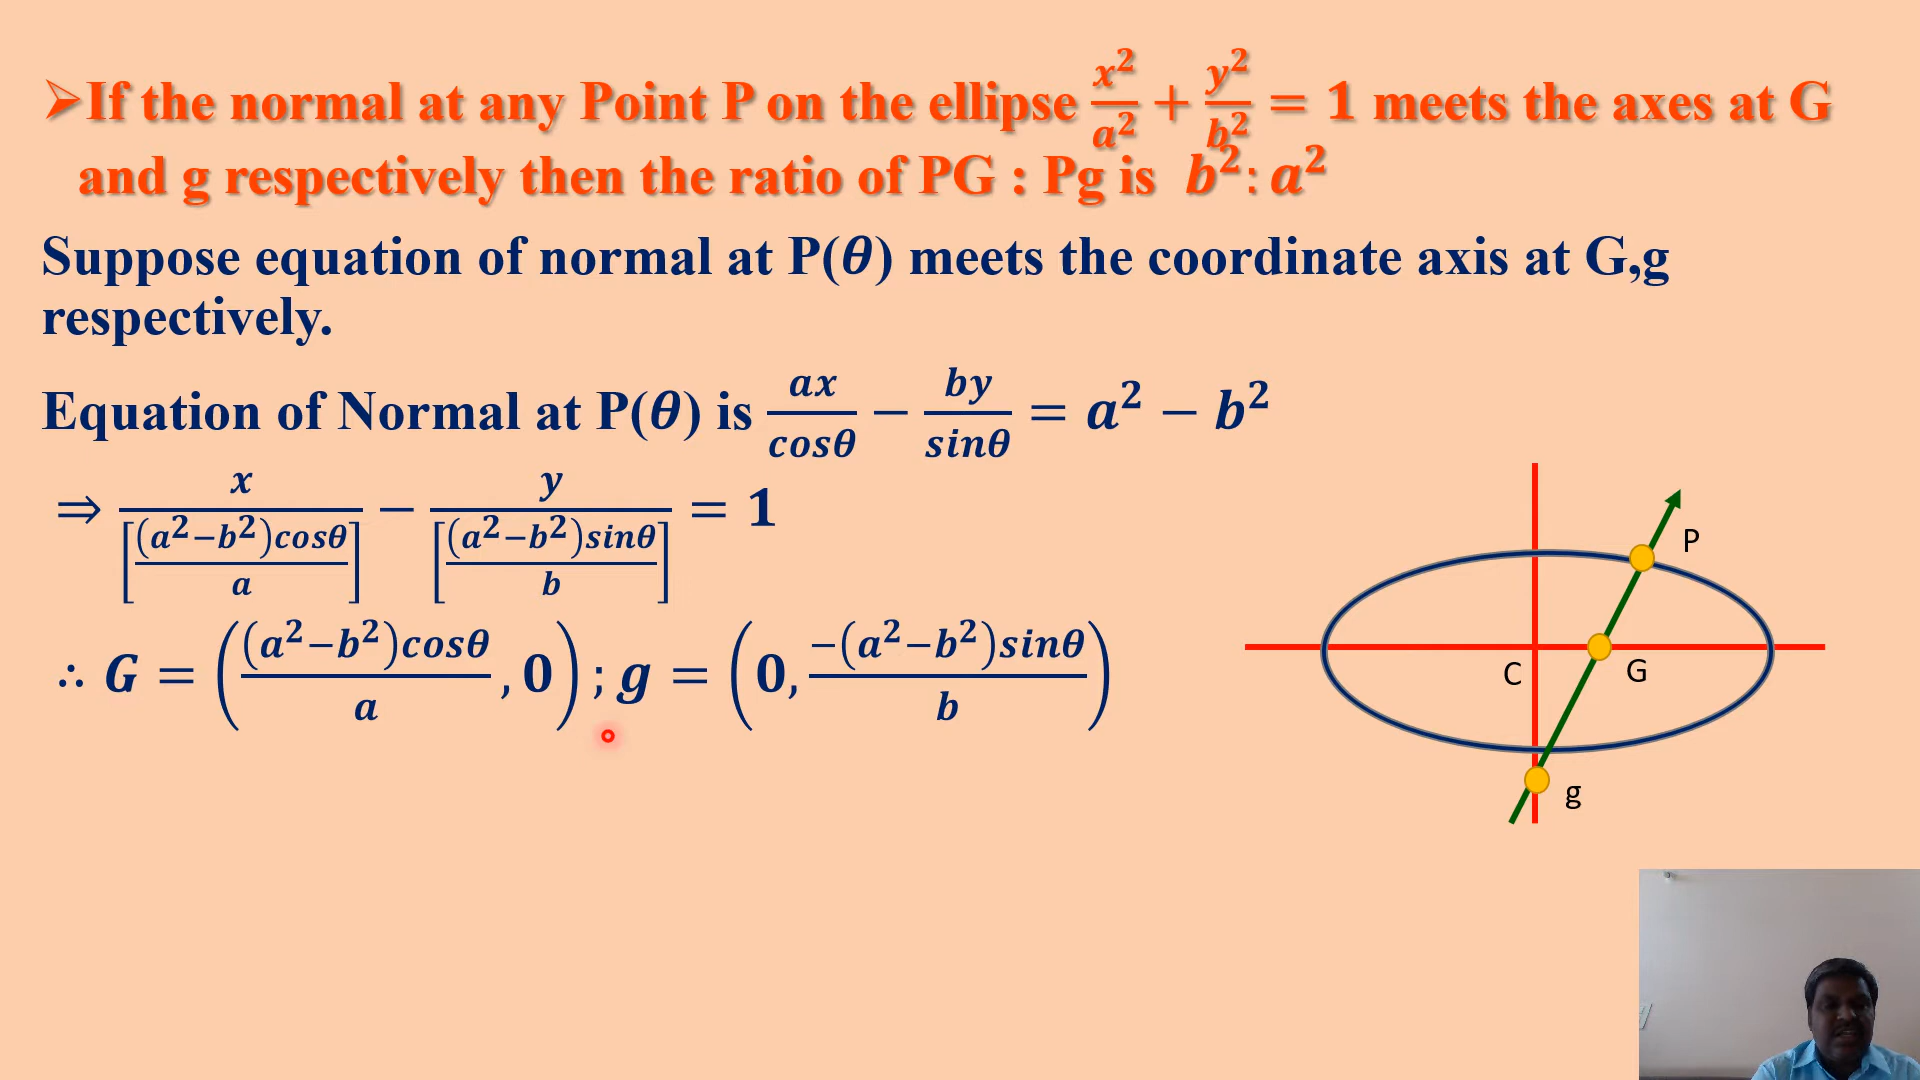 ➢If the normal at any Point P on the ellipse x²/a² + y²/b² = 1 meets the axes at G
and g respectively then the ratio of PG : Pg is b²: a²
Suppose equation of normal at P(θ) meets the coordinate axis at G,g
respectively.
Equation of Normal at P(θ) is ax/cosθ − by/sinθ = a² − b²
⇒ x/[(a²−b²)cosθ/a] − y/[(a²−b²)sinθ/b] = 1
∴ G = ((a²−b²)cosθ/a , 0) ; g = (0, −(a²−b²)sinθ/b)
P
C
G
g